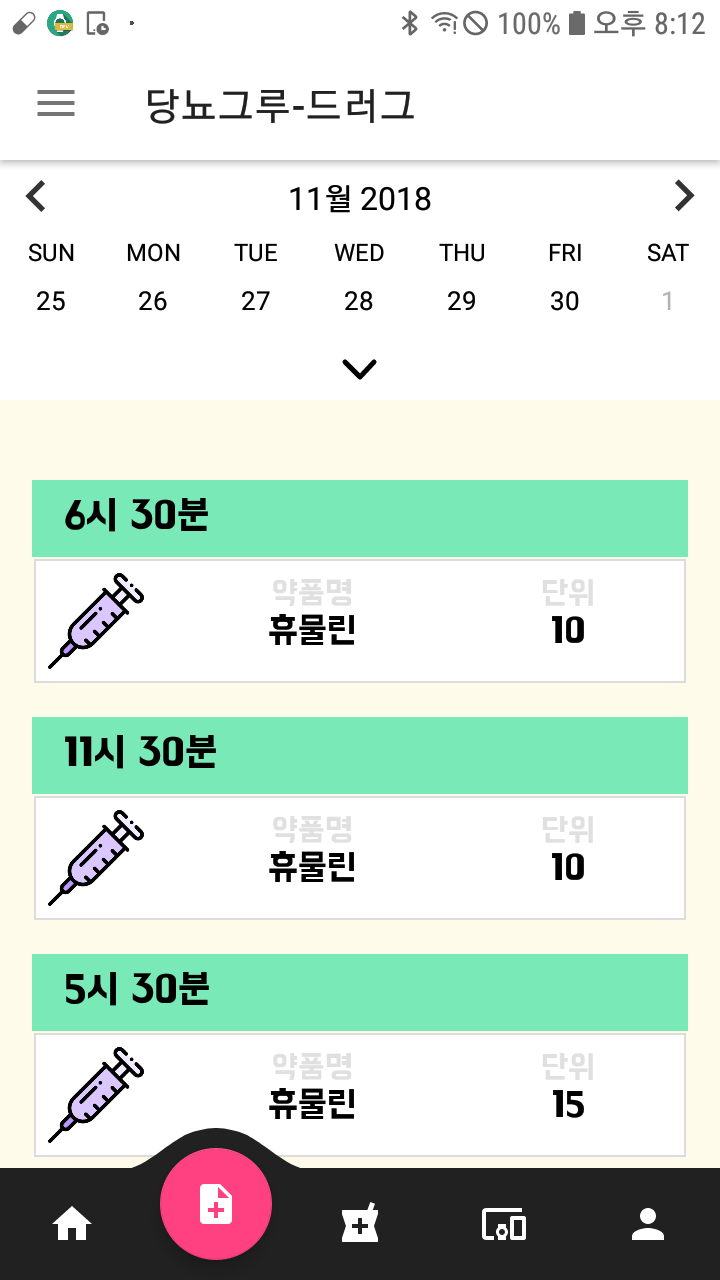 100% 오후 8:12
당뇨그루-드러그
11월 2018
SUN MON TUE WED THU FRI SAT
25 26 27 28 29 30 1
6시 30분
약품명 단위
휴물린 10
11시 30분
약품명 단위
휴물린 10
5시 30분
약품명 단위
휴물린 15